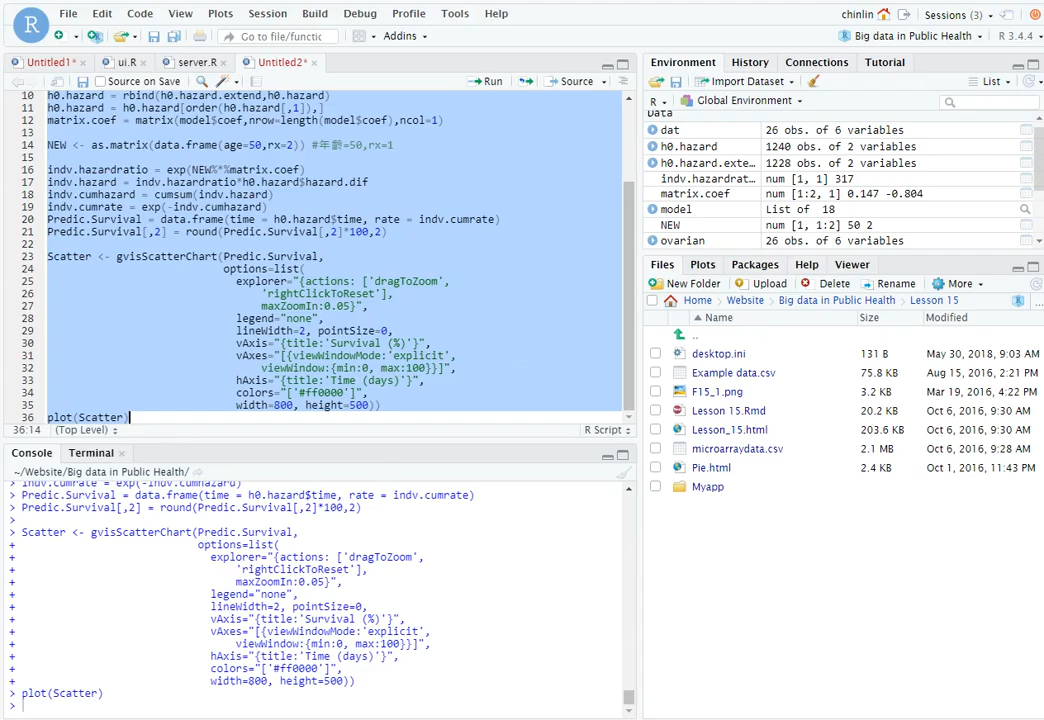 File Edit Code View Plots Session Build Debug Profile Tools Help
chinlin Sessions (3)
R
Go to file/functic Addins
Big data in Public Health R 3.4.4
Untitled1* × ui.R × server.R × Untitled2* ×
Source on Save Run Source
10 h0.hazard = rbind(h0.hazard.extend,h0.hazard)
11 h0.hazard = h0.hazard[order(h0.hazard[,1]),]
12 matrix.coef = matrix(model$coef,nrow=length(model$coef),ncol=1)
13
14 NEW <- as.matrix(data.frame(age=50,rx=2)) #年齡=50,rx=1
15
16 indv.hazardratio = exp(NEW%*%matrix.coef)
17 indv.hazard = indv.hazardratio*h0.hazard$hazard.dif
18 indv.cumhazard = cumsum(indv.hazard)
19 indv.cumrate = exp(-indv.cumhazard)
20 Predic.Survival = data.frame(time = h0.hazard$time, rate = indv.cumrate)
21 Predic.Survival[,2] = round(Predic.Survival[,2]*100,2)
22
23 Scatter <- gvisScatterChart(Predic.Survival,
24 options=list(
25 explorer="{actions: ['dragToZoom',
26 'rightClickToReset'],
27 maxZoomIn:0.05}",
28 legend="none",
29 lineWidth=2, pointSize=0,
30 vAxis="{title:'Survival (%)'}",
31 vAxes="[{viewWindowMode:'explicit',
32 viewWindow:{min:0, max:100}}]",
33 hAxis="{title:'Time (days)'}",
34 colors="['#ff0000']",
35 width=800, height=500))
36 plot(Scatter)
36:14 (Top Level) R Script
Console Terminal ×
~/Website/Big data in Public Health/
> indv.cumrate = exp(-indv.cumhazard)
> Predic.Survival = data.frame(time = h0.hazard$time, rate = indv.cumrate)
> Predic.Survival[,2] = round(Predic.Survival[,2]*100,2)
>
> Scatter <- gvisScatterChart(Predic.Survival,
+ options=list(
+ explorer="{actions: ['dragToZoom',
+ 'rightClickToReset'],
+ maxZoomIn:0.05}",
+ legend="none",
+ lineWidth=2, pointSize=0,
+ vAxis="{title:'Survival (%)'}",
+ vAxes="[{viewWindowMode:'explicit',
+ viewWindow:{min:0, max:100}}]",
+ hAxis="{title:'Time (days)'}",
+ colors="['#ff0000']",
+ width=800, height=500))
> plot(Scatter)
>
Environment History Connections Tutorial
Import Dataset List
R Global Environment
Data
dat 26 obs. of 6 variables
h0.hazard 1240 obs. of 2 variables
h0.hazard.exte… 1228 obs. of 2 variables
indv.hazardrat… num [1, 1] 317
matrix.coef num [1:2, 1] 0.147 -0.804
model List of 18
NEW num [1, 1:2] 50 2
ovarian 26 obs. of 6 variables
Files Plots Packages Help Viewer
New Folder Upload Delete Rename More
Home Website Big data in Public Health Lesson 15 ...
Name Size Modified
..
desktop.ini 131 B May 30, 2018, 9:03 AM
Example data.csv 75.8 KB Aug 15, 2016, 2:21 PM
F15_1.png 3.2 KB Mar 19, 2016, 4:22 PM
Lesson 15.Rmd 20.2 KB Oct 6, 2016, 9:30 AM
Lesson_15.html 203.6 KB Oct 6, 2016, 9:30 AM
microarraydata.csv 2.1 MB Oct 6, 2016, 9:28 AM
Pie.html 2.4 KB Oct 1, 2016, 11:43 PM
Myapp